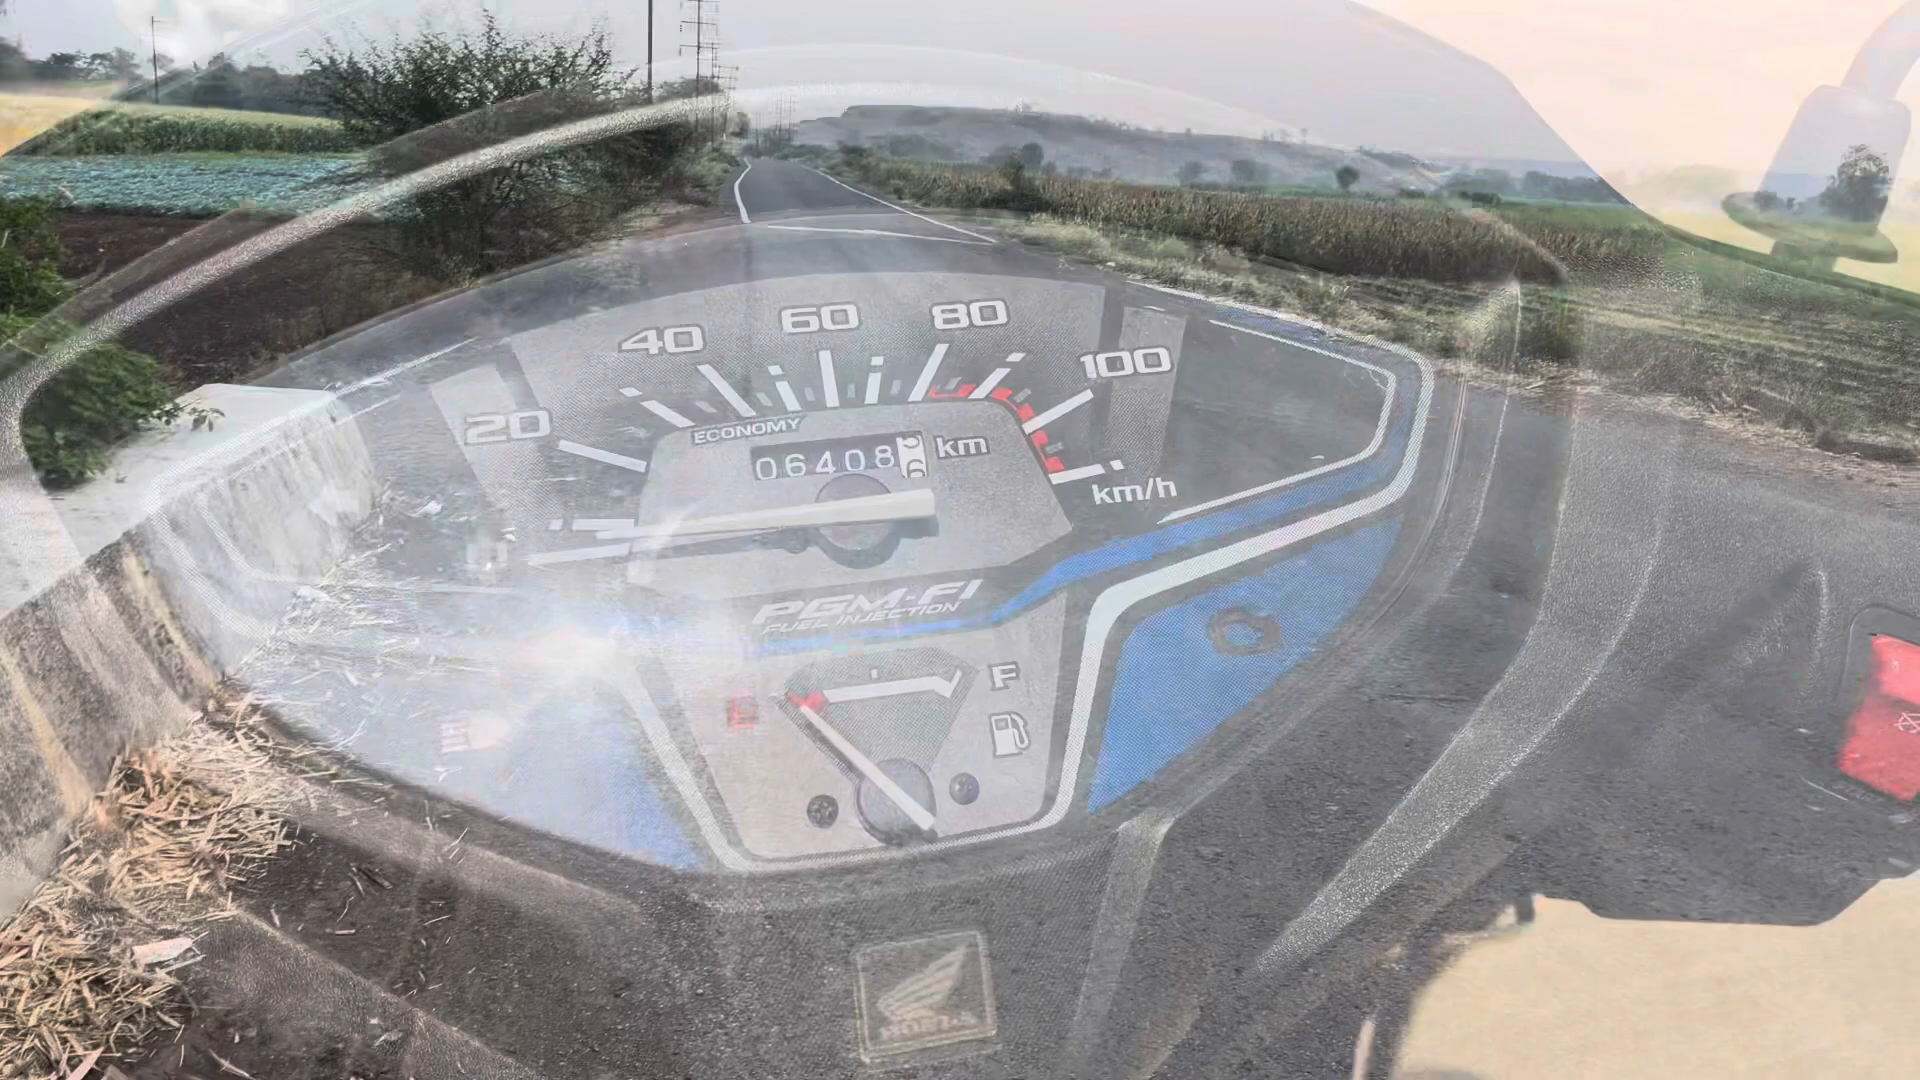 20
40
60
80
100
ECONOMY
06408
km
km/h
PGM-FI
FUEL INJECTION
F
HONDA